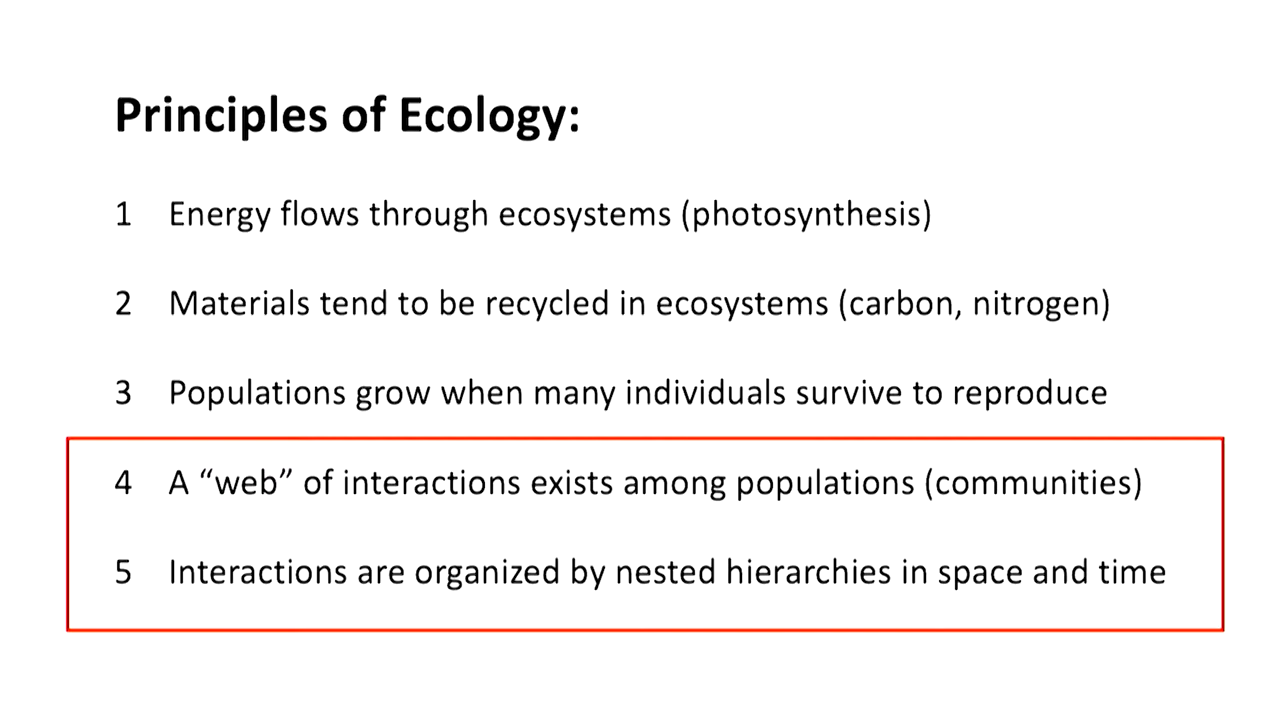 Principles of Ecology:
1 Energy flows through ecosystems (photosynthesis)
2 Materials tend to be recycled in ecosystems (carbon, nitrogen)
3 Populations grow when many individuals survive to reproduce
4 A “web” of interactions exists among populations (communities)
5 Interactions are organized by nested hierarchies in space and time